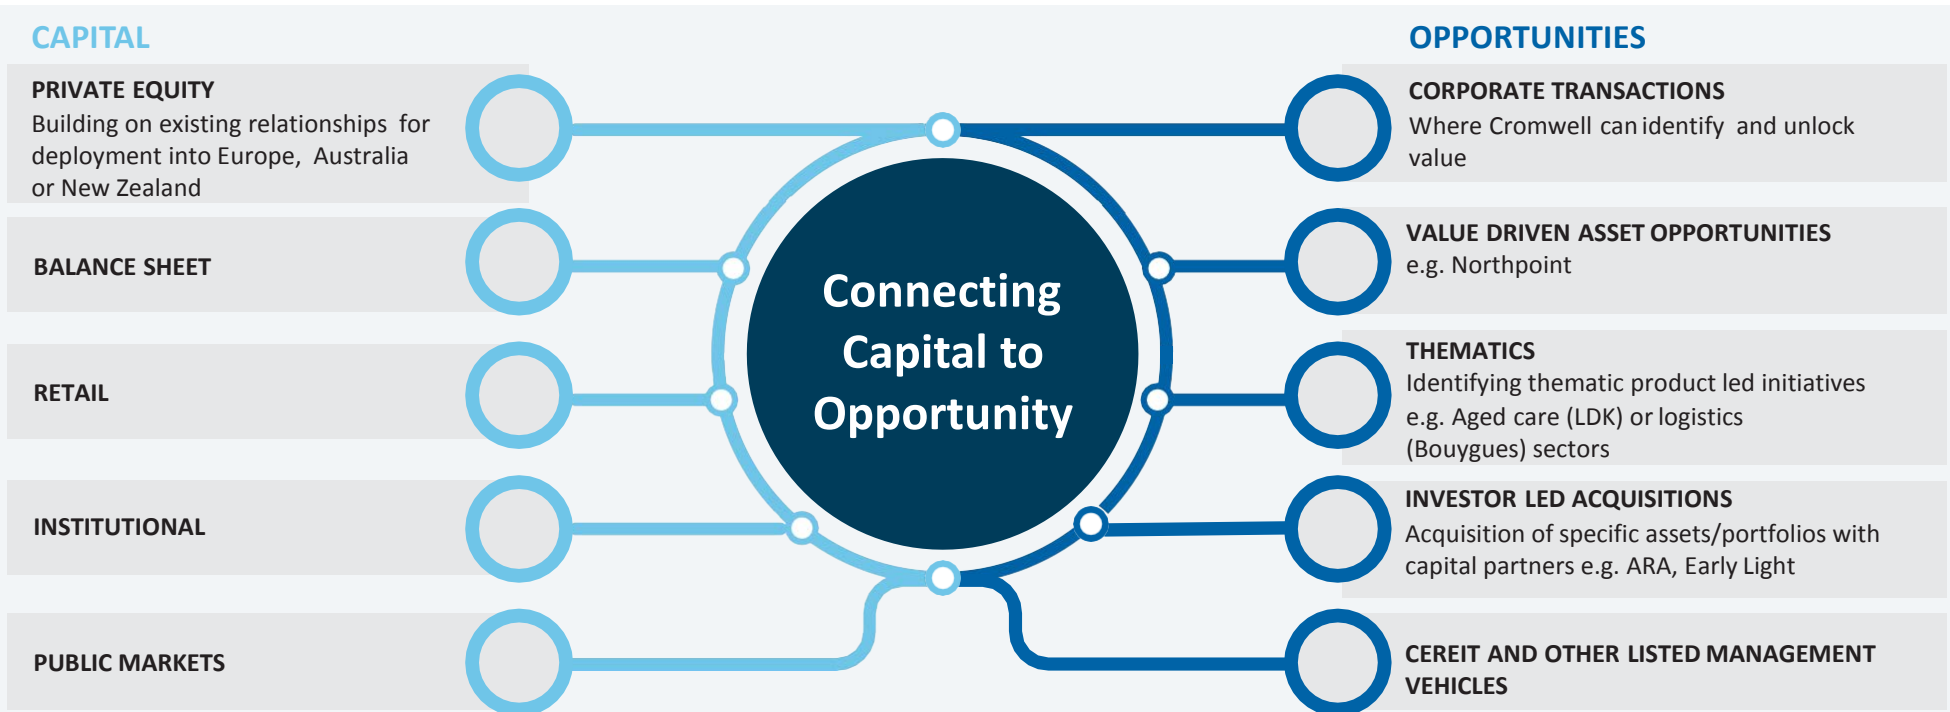 CAPITAL
PRIVATE EQUITY
Building on existing relationships for
deployment into Europe, Australia
or New Zealand
BALANCE SHEET
RETAIL
INSTITUTIONAL
PUBLIC MARKETS
Connecting
Capital to
Opportunity
OPPORTUNITIES
CORPORATE TRANSACTIONS
Where Cromwell can identify and unlock
value
VALUE DRIVEN ASSET OPPORTUNITIES
e.g. Northpoint
THEMATICS
Identifying thematic product led initiatives
e.g. Aged care (LDK) or logistics
(Bouygues) sectors
INVESTOR LED ACQUISITIONS
Acquisition of specific assets/portfolios with
capital partners e.g. ARA, Early Light
CEREIT AND OTHER LISTED MANAGEMENT
VEHICLES